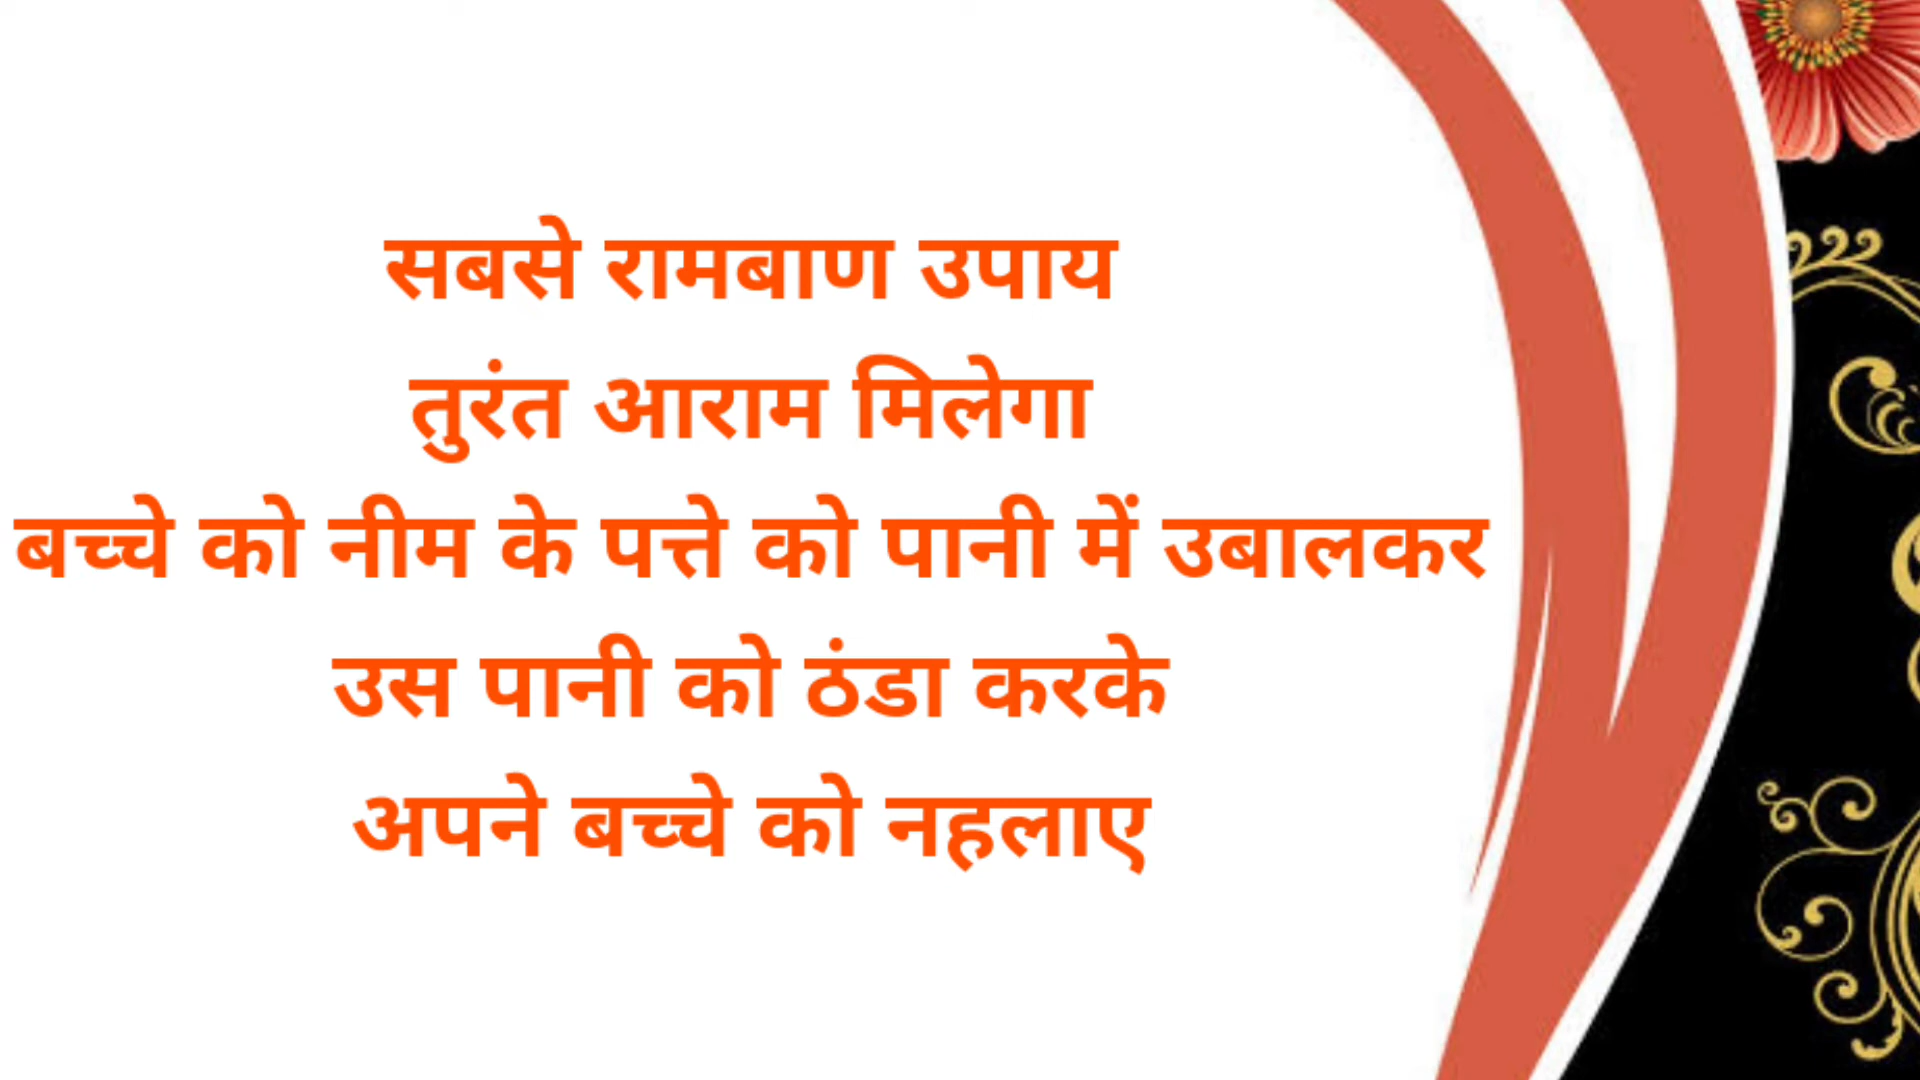 सबसे रामबाण उपाय
तुरंत आराम मिलेगा
बच्चे को नीम के पत्ते को पानी में उबालकर
उस पानी को ठंडा करके
अपने बच्चे को नहलाए